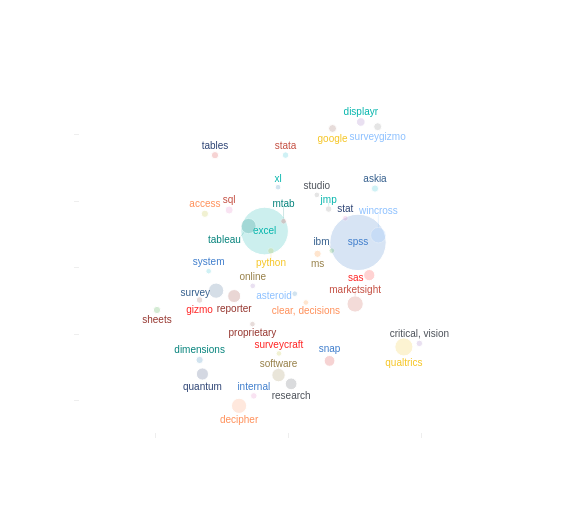 displayr
google
surveygizmo
tables
stata
xl
studio
askia
access
sql
mtab
jmp
stat
wincross
excel
tableau
ibm
spss
system
python
ms
online
sas
survey
asteroid
marketsight
gizmo
reporter
clear, decisions
sheets
proprietary
critical, vision
dimensions
surveycraft
snap
software
qualtrics
quantum
internal
research
decipher